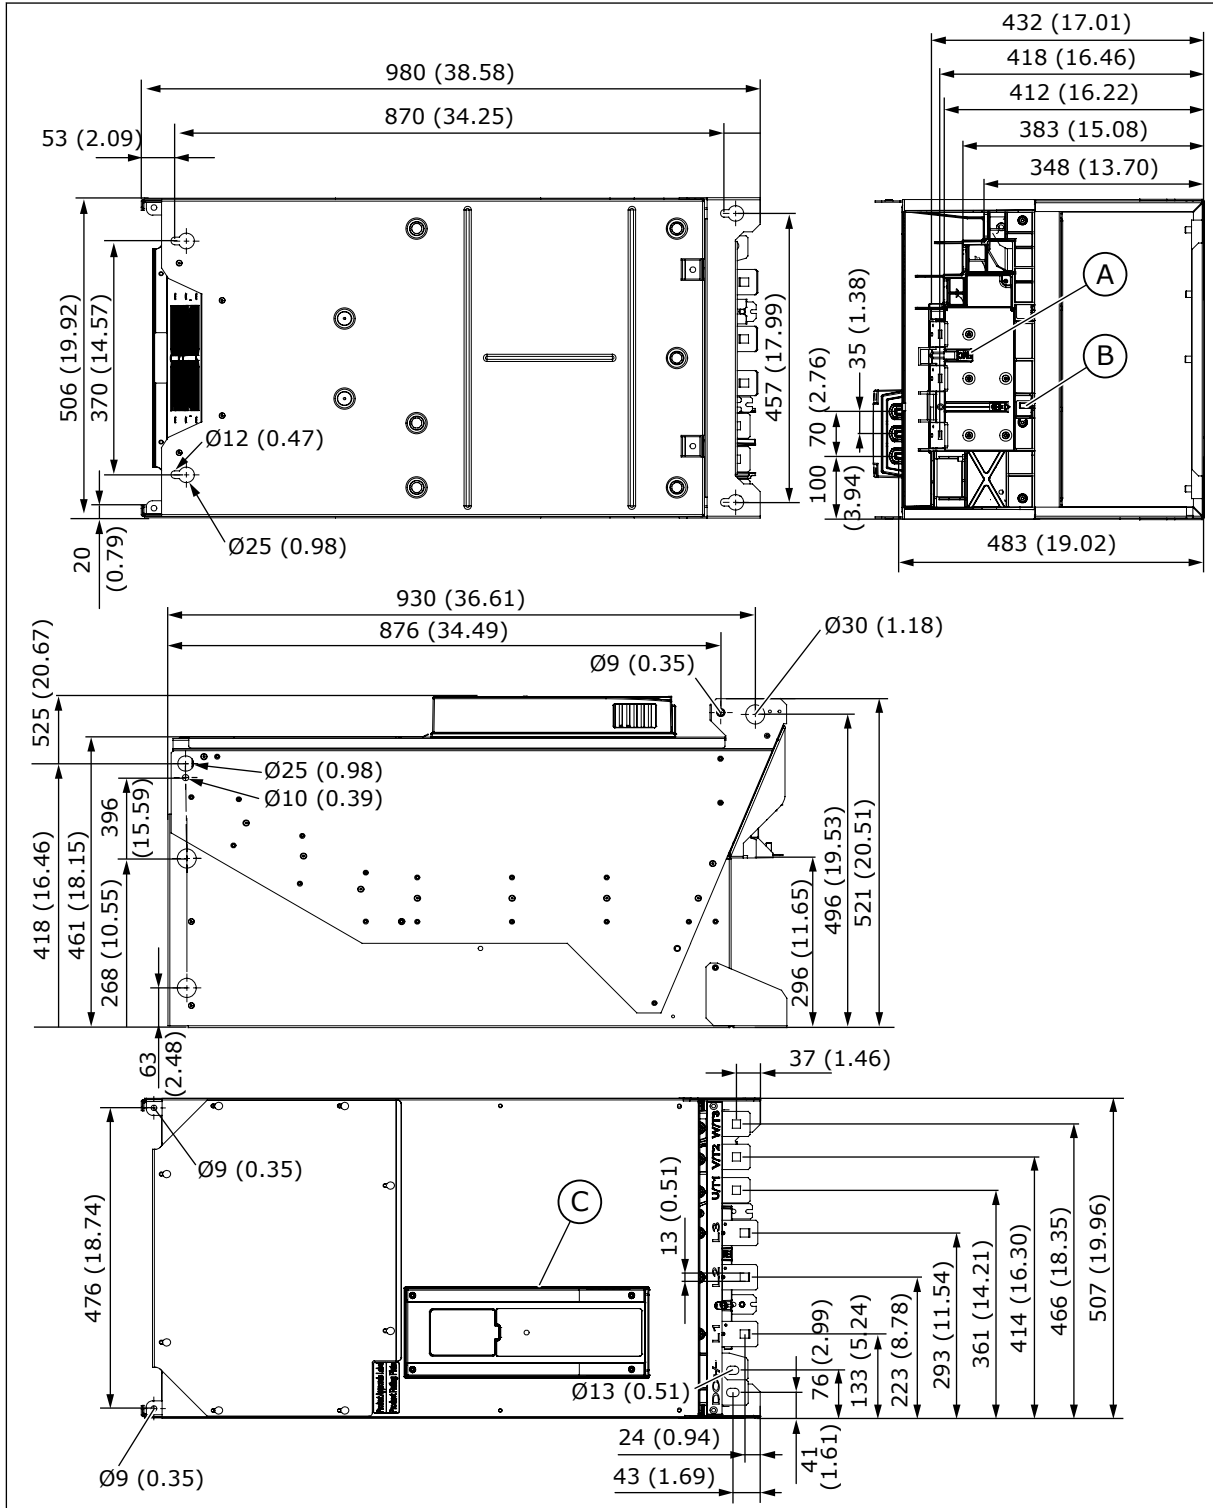 980 (38.58)
870 (34.25)
53 (2.09)
506 (19.92)
370 (14.57)
Ø12 (0.47)
Ø25 (0.98)
20
(0.79)
457 (17.99)
432 (17.01)
418 (16.46)
412 (16.22)
383 (15.08)
348 (13.70)
A
B
35 (1.38)
70 (2.76)
100
(3.94)
483 (19.02)
930 (36.61)
876 (34.49)
Ø30 (1.18)
Ø9 (0.35)
525 (20.67)
Ø25 (0.98)
Ø10 (0.39)
396
(15.59)
418 (16.46)
461 (18.15)
268 (10.55)
63
(2.48)
296 (11.65)
496 (19.53)
521 (20.51)
37 (1.46)
Ø9 (0.35)
476 (18.74)
Ø9 (0.35)
C
13 (0.51)
W/T3
V/T2
U/T1
L3
L2
L1
Ø13 (0.51)
76 (2.99)
133 (5.24)
223 (8.78)
293 (11.54)
361 (14.21)
414 (16.30)
466 (18.35)
507 (19.96)
24 (0.94)
43 (1.69)
41
(1.61)